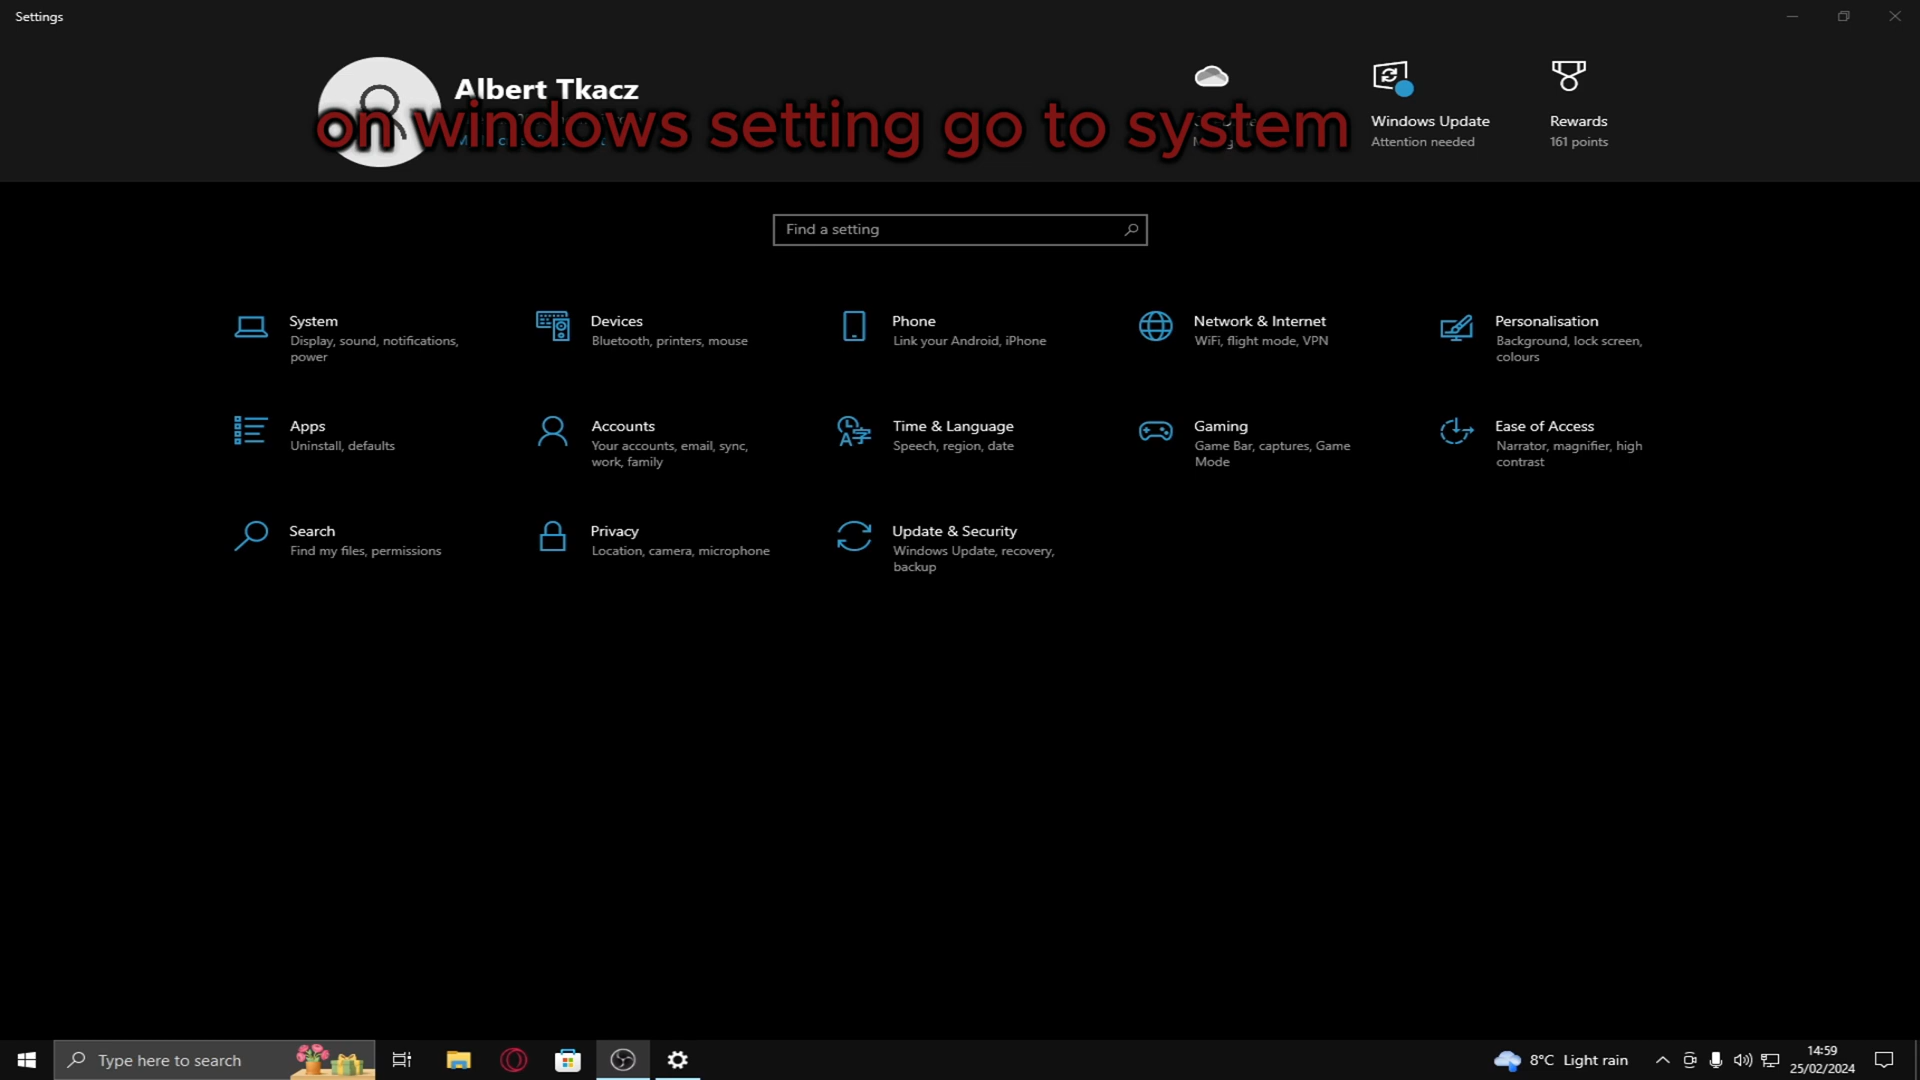 Settings
Albert Tkacz
on windows setting go to system
Windows Update
Attention needed
Rewards
161 points
Find a setting
System
Display, sound, notifications,
power
Devices
Bluetooth, printers, mouse
Phone
Link your Android, iPhone
Network & Internet
WiFi, flight mode, VPN
Personalisation
Background, lock screen,
colours
Apps
Uninstall, defaults
Accounts
Your accounts, email, sync,
work, family
Time & Language
Speech, region, date
Gaming
Game Bar, captures, Game
Mode
Ease of Access
Narrator, magnifier, high
contrast
Search
Find my files, permissions
Privacy
Location, camera, microphone
Update & Security
Windows Update, recovery,
backup
Type here to search
8°C Light rain
14:59
25/02/2024